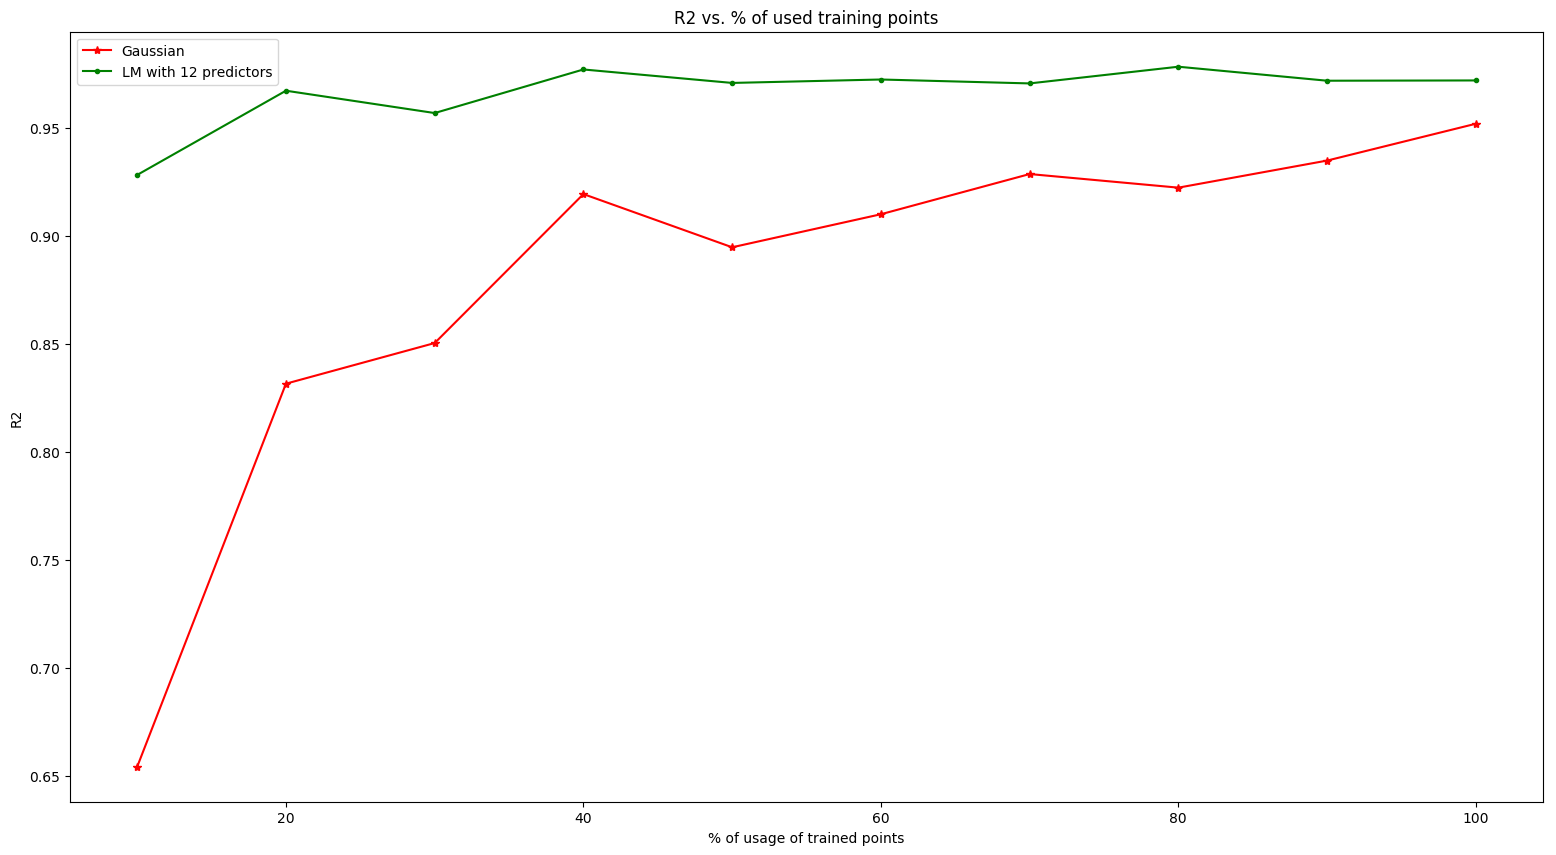 R2 vs. % of used training points
Gaussian
LM with 12 predictors
0.95
0.90
0.85
0.80
0.75
0.70
0.65
R2
20
40
60
80
100
% of usage of trained points